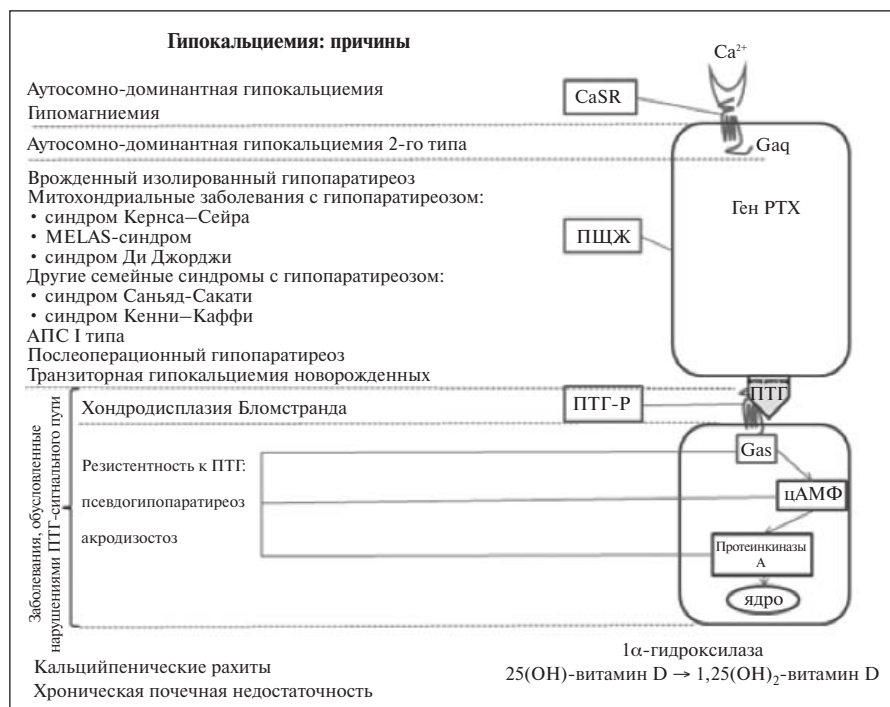 Гипокальциемия: причины
Ca²⁺
Аутосомно-доминантная гипокальциемия
CaSR
Гипомагниемия
Аутосомно-доминантная гипокальциемия 2-го типа
Gaq
Врожденный изолированный гипопаратиреоз
Митохондриальные заболевания с гипопаратиреозом:
• синдром Кернса–Сейра
• MELAS-синдром
• синдром Ди Джорджи
Другие семейные синдромы с гипопаратиреозом:
• синдром Саньяд-Сакати
• синдром Кенни–Каффи
АПС I типа
Послеоперационный гипопаратиреоз
Транзиторная гипокальциемия новорожденных
Ген PTX
ПЩЖ
ПТГ
Заболевания, обусловленные
нарушениями ПТГ-сигнального пути
Хондродисплазия Бломстранда
ПТГ-Р
Резистентность к ПТГ:
псевдогипопаратиреоз
акродизостоз
Gas
цАМФ
Протеинкиназы
А
ядро
Кальцийпенические рахиты
Хроническая почечная недостаточность
1α-гидроксилаза
25(OH)-витамин D → 1,25(OH)₂-витамин D